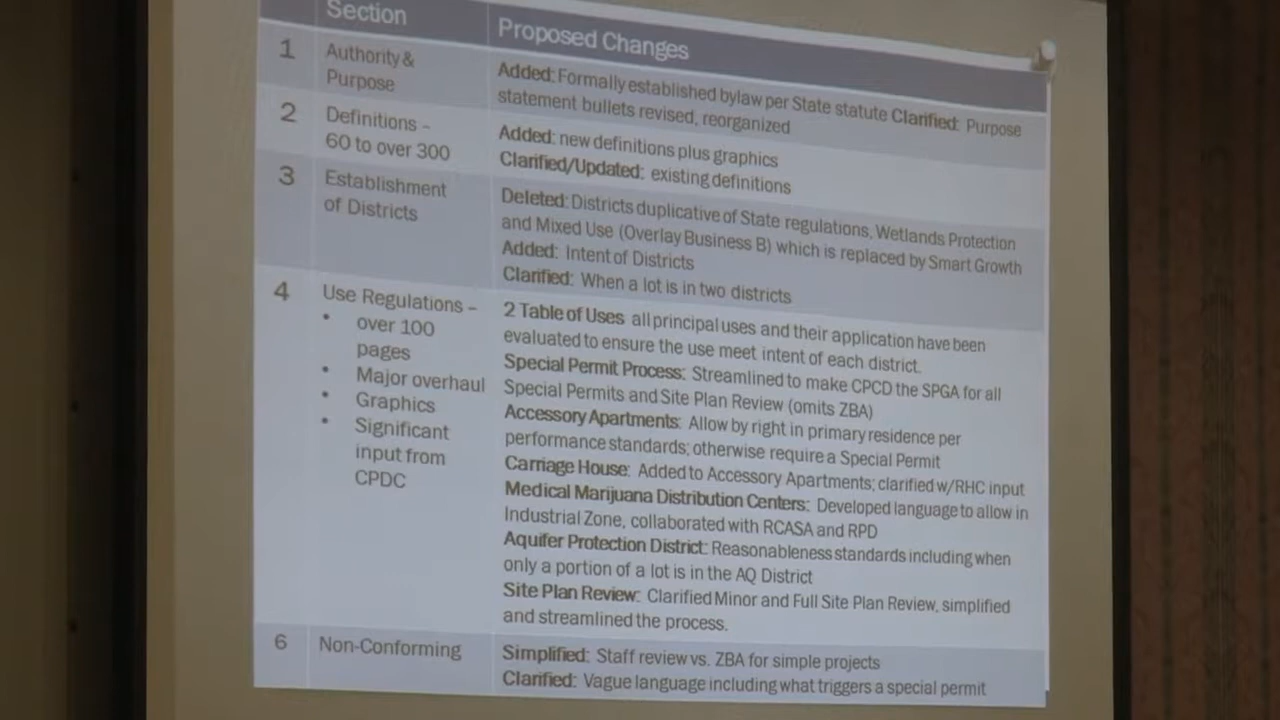 Section
Proposed Changes
1
Authority &
Purpose
Added: Formally established bylaw per State statute Clarified: Purpose
statement bullets revised, reorganized
2
Definitions –
60 to over 300
Added: new definitions plus graphics
Clarified/Updated: existing definitions
3
Establishment
of Districts
Deleted: Districts duplicative of State regulations, Wetlands Protection
and Mixed Use (Overlay Business B) which is replaced by Smart Growth
Added: Intent of Districts
Clarified: When a lot is in two districts
4
Use Regulations –
• over 100
pages
• Major overhaul
• Graphics
• Significant
input from
CPDC
2 Table of Uses all principal uses and their application have been
evaluated to ensure the use meet intent of each district.
Special Permit Process: Streamlined to make CPCD the SPGA for all
Special Permits and Site Plan Review (omits ZBA)
Accessory Apartments: Allow by right in primary residence per
performance standards; otherwise require a Special Permit
Carriage House: Added to Accessory Apartments; clarified w/RHC input
Medical Marijuana Distribution Centers: Developed language to allow in
Industrial Zone, collaborated with RCASA and RPD
Aquifer Protection District: Reasonableness standards including when
only a portion of a lot is in the AQ District
Site Plan Review: Clarified Minor and Full Site Plan Review, simplified
and streamlined the process.
6
Non-Conforming
Simplified: Staff review vs. ZBA for simple projects
Clarified: Vague language including what triggers a special permit